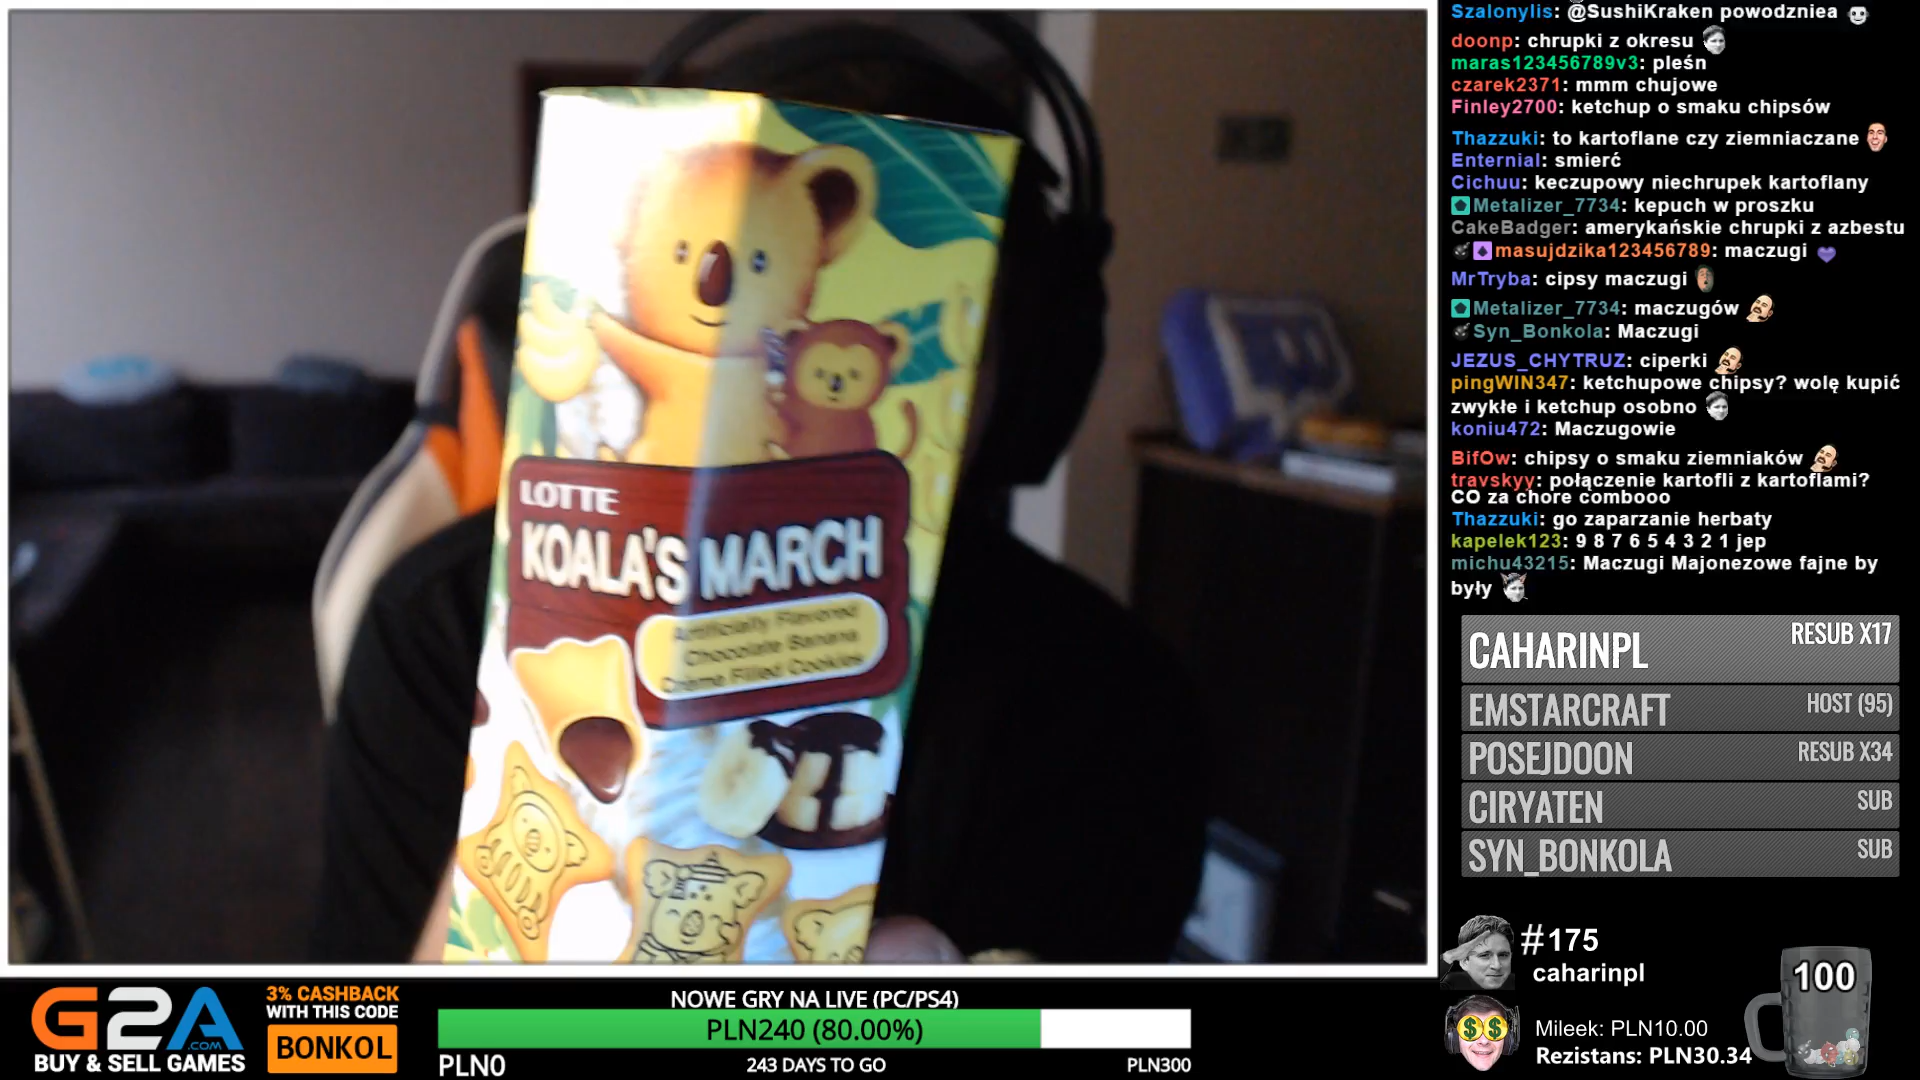 LOTTE
KOALA'S MARCH
Artificially Flavored
Chocolate Banana
Creme Filled Cookies
Szalonylis: @SushiKraken powodzniea
doonp: chrupki z okresu
maras123456789v3: pleśn
czarek2371: mmm chujowe
Finley2700: ketchup o smaku chipsów
Thazzuki: to kartoflane czy ziemniaczane
Enternial: smierć
Cichuu: keczupowy niechrupek kartoflany
Metalizer_7734: kepuch w proszku
CakeBadger: amerykańskie chrupki z azbestu
masujdzika123456789: maczugi
MrTryba: cipsy maczugi
Metalizer_7734: maczugów
Syn_Bonkola: Maczugi
JEZUS_CHYTRUZ: ciperki
pingWIN347: ketchupowe chipsy? wolę kupić
zwykłe i ketchup osobno
koniu472: Maczugowie
BifOw: chipsy o smaku ziemniaków
travskyy: połączenie kartofli z kartoflami?
CO za chore combooo
Thazzuki: go zaparzanie herbaty
kapelek123: 9 8 7 6 5 4 3 2 1 jep
michu43215: Maczugi Majonezowe fajne by
były
CAHARINPL RESUB X17
EMSTARCRAFT HOST (95)
POSEJDOON RESUB X34
CIRYATEN SUB
SYN_BONKOLA SUB
#175
caharinpl
100
Mileek: PLN10.00
Rezistans: PLN30.34
G2A
.COM
BUY & SELL GAMES
3% CASHBACK
WITH THIS CODE
BONKOL
NOWE GRY NA LIVE (PC/PS4)
PLN240 (80.00%)
PLN0 243 DAYS TO GO PLN300